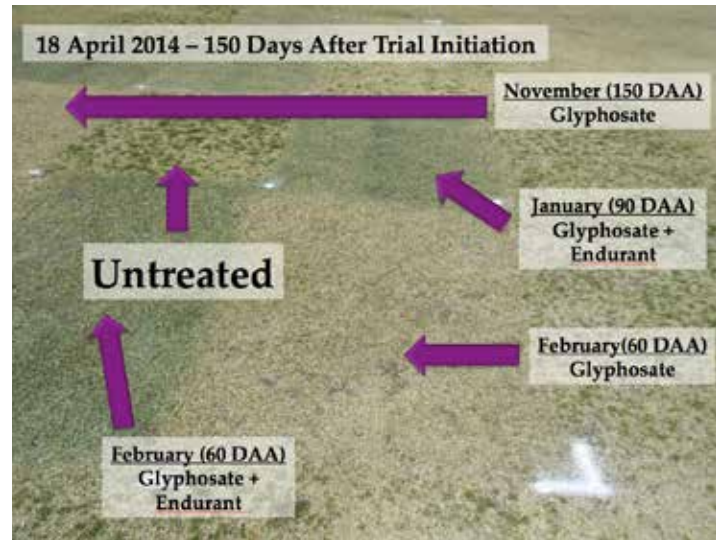 18 April 2014 – 150 Days After Trial Initiation
November (150 DAA)
Glyphosate
January (90 DAA)
Glyphosate +
Endurant
Untreated
February(60 DAA)
Glyphosate
February (60 DAA)
Glyphosate +
Endurant